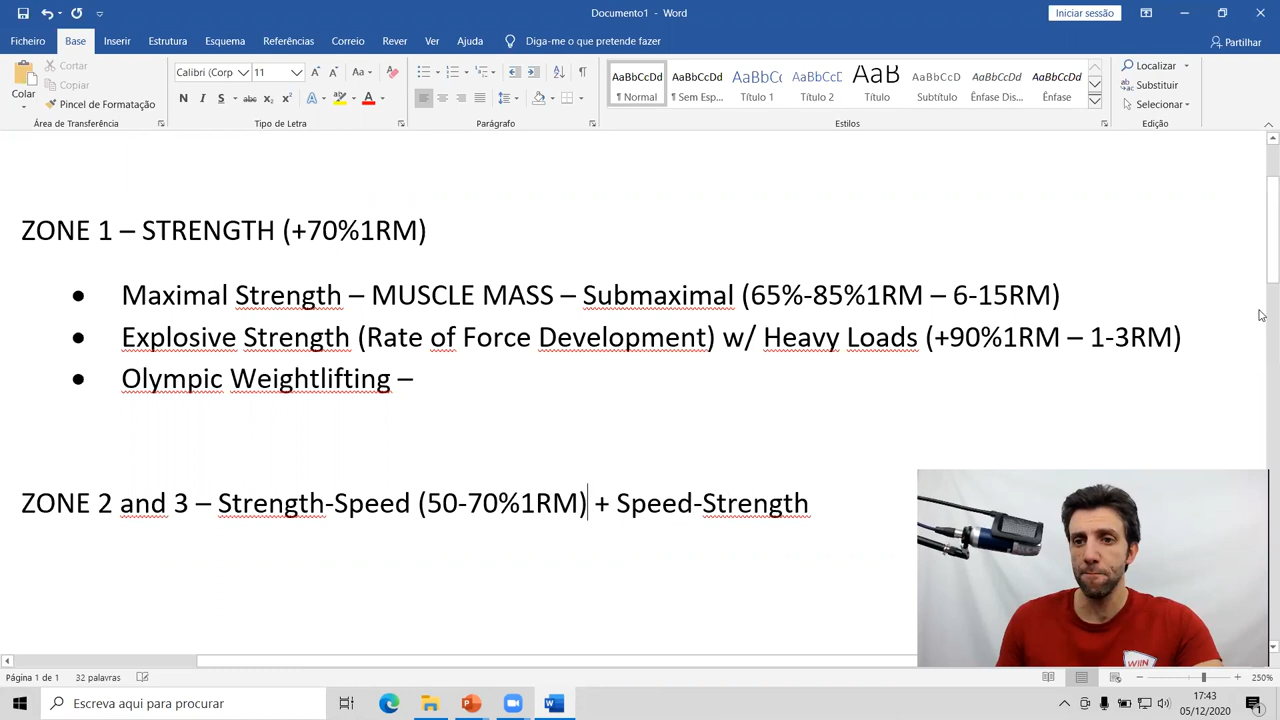 Documento1 - Word
Iniciar sessão
Ficheiro Base Inserir Estrutura Esquema Referências Correio Rever Ver Ajuda Diga-me o que pretende fazer Partilhar
Colar
Cortar
Copiar
Pincel de Formatação
Área de Transferência
Calibri (Corp 11
Tipo de Letra
Parágrafo
AaBbCcDd AaBbCcDd AaBbCc AaBbCcD AaB AaBbCcD AaBbCcDd AaBbCcDd
¶ Normal ¶ Sem Esp... Título 1 Título 2 Título Subtítulo Ênfase Dis... Ênfase
Estilos
Localizar
Substituir
Selecionar
Edição
ZONE 1 – STRENGTH (+70%1RM)
• Maximal Strength – MUSCLE MASS – Submaximal (65%-85%1RM – 6-15RM)
• Explosive Strength (Rate of Force Development) w/ Heavy Loads (+90%1RM – 1-3RM)
• Olympic Weightlifting –
ZONE 2 and 3 – Strength-Speed (50-70%1RM) + Speed-Strength
WIIN
Página 1 de 1 32 palavras
250%
Escreva aqui para procurar
17:43
05/12/2020